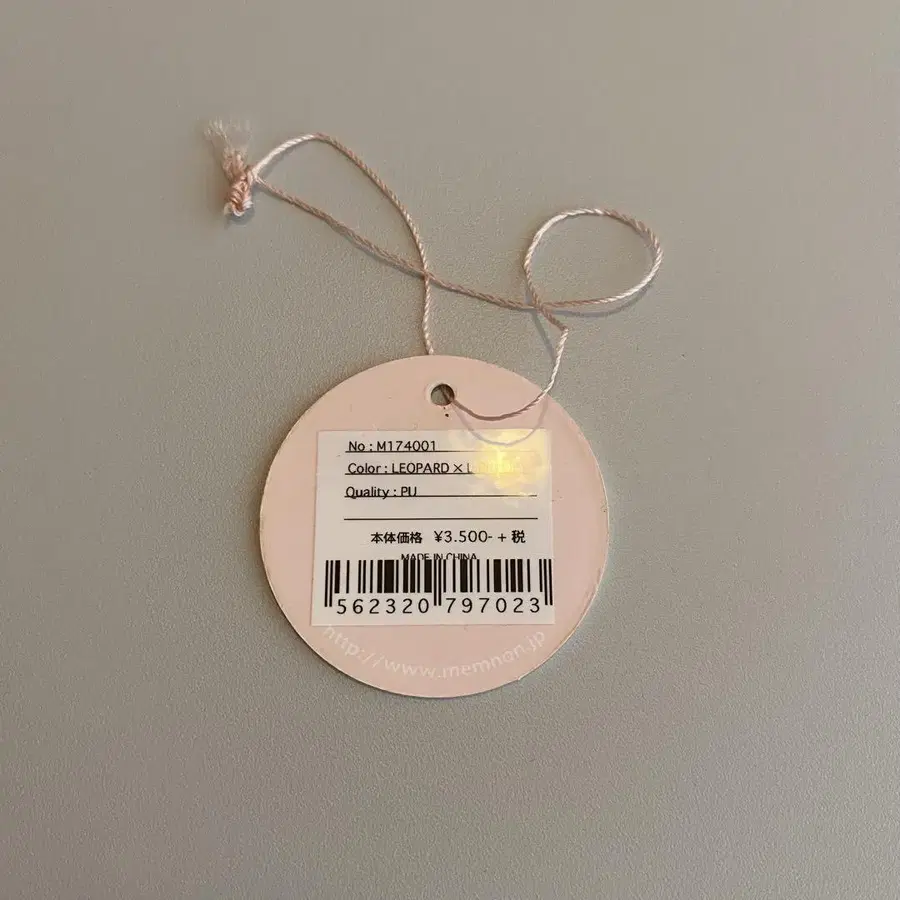 No : M174001
Color : LEOPARD ×
Quality : PU
本体価格 ¥3.500- + 税
MADE IN CHINA
562320 797023
http://www.memnon.jp